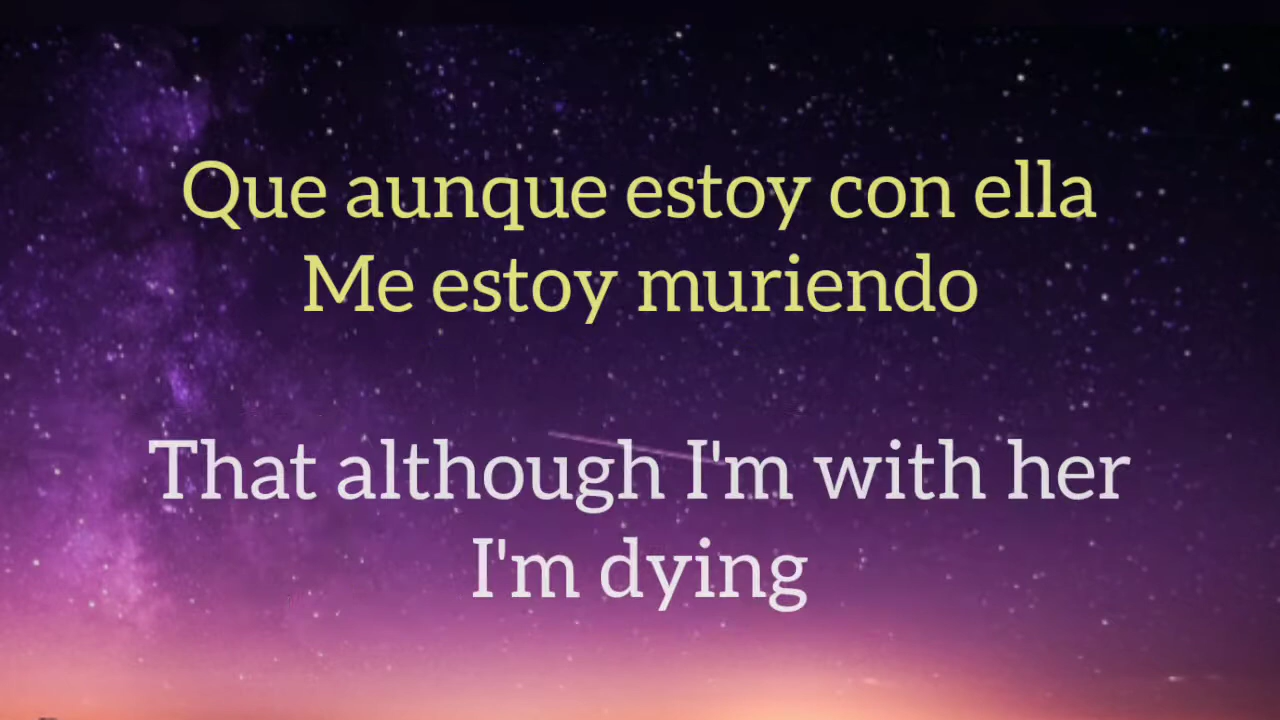 Que aunque estoy con ella
Me estoy muriendo
That although I'm with her
I'm dying